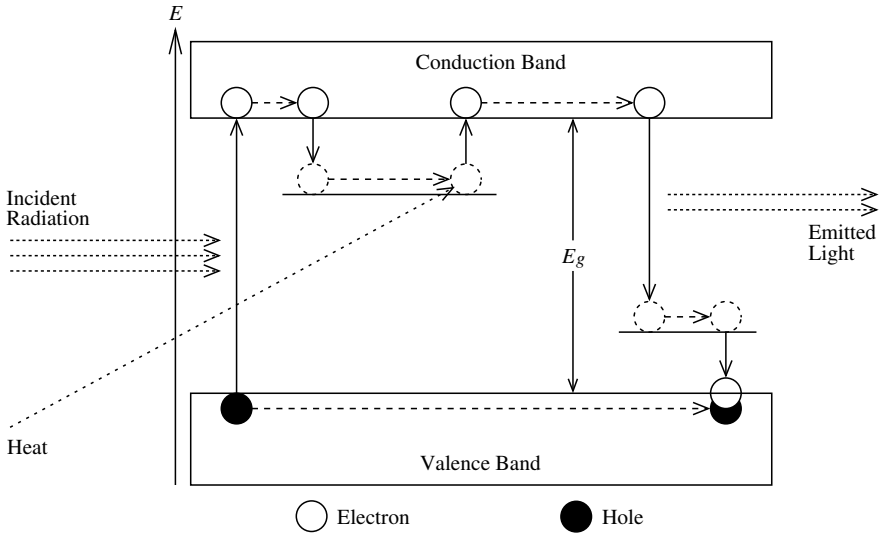 E
Conduction Band
Incident
Radiation
Emitted
Light
Eg
Heat
Valence Band
Electron
Hole